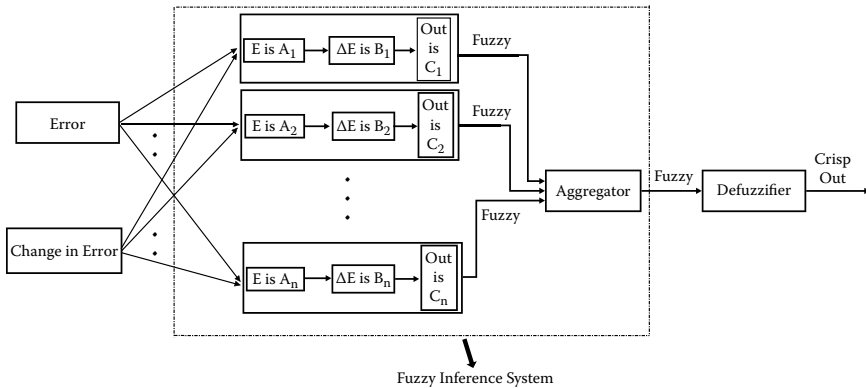 Error
Change in Error
E is A₁
ΔE is B₁
Out
is
C₁
Fuzzy
E is A₂
ΔE is B₂
Out
is
C₂
Fuzzy
E is Aₙ
ΔE is Bₙ
Out
is
Cₙ
Fuzzy
Aggregator
Fuzzy
Defuzzifier
Crisp
Out
Fuzzy Inference System